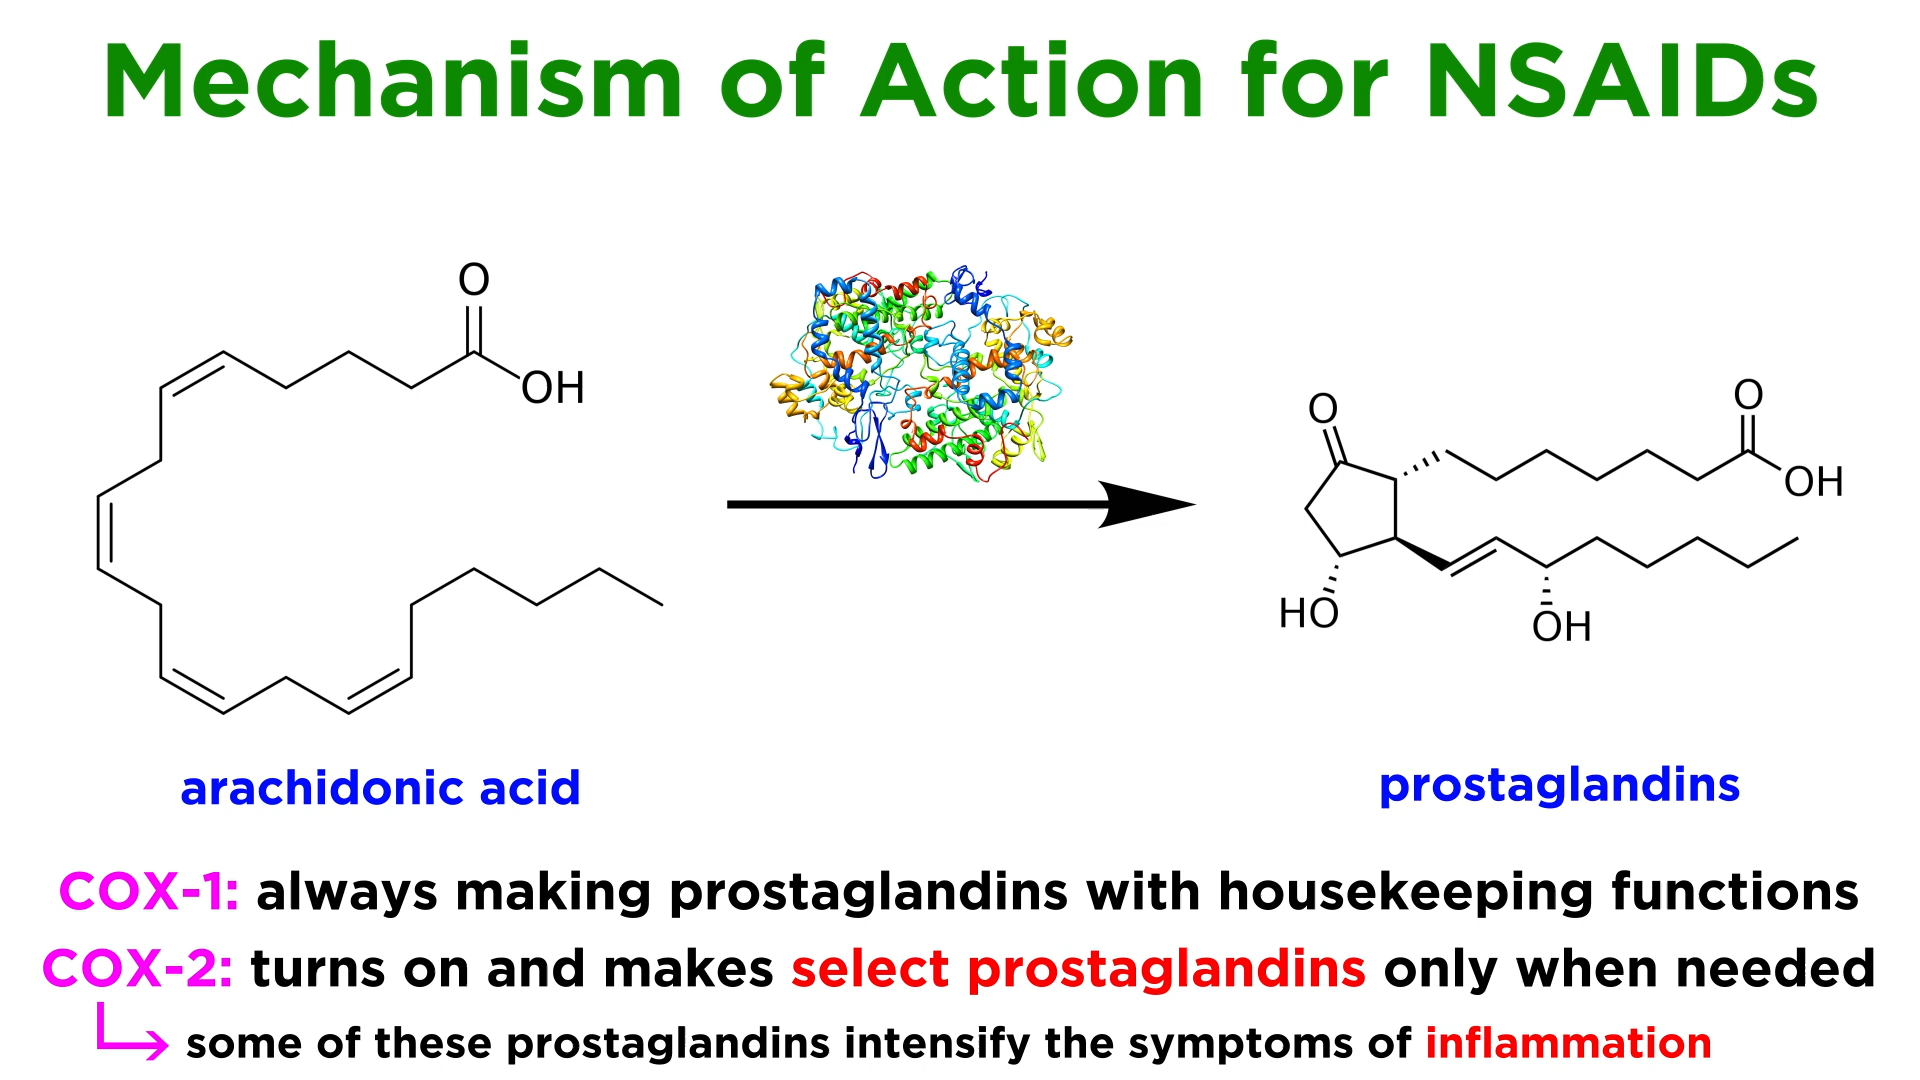 Mechanism of Action for NSAIDs
O
OH
O
O
OH
HO
OH
arachidonic acid
prostaglandins
COX-1: always making prostaglandins with housekeeping functions
COX-2: turns on and makes select prostaglandins only when needed
some of these prostaglandins intensify the symptoms of inflammation